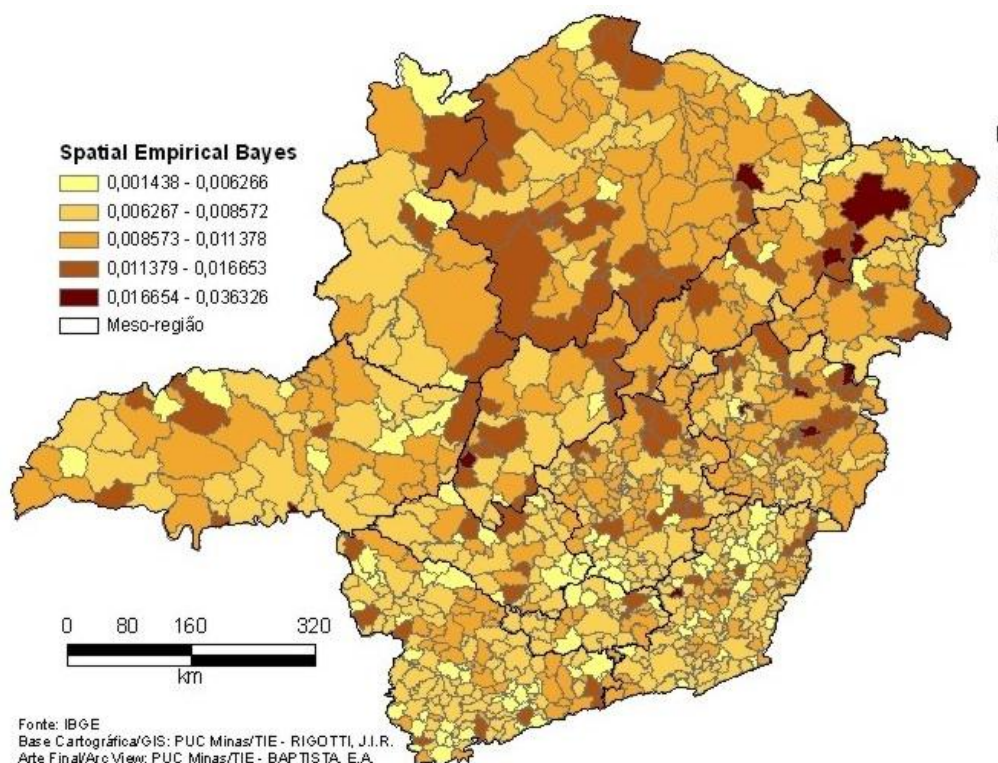 Spatial Empirical Bayes
0,001438 - 0,006266
0,006267 - 0,008572
0,008573 - 0,011378
0,011379 - 0,016653
0,016654 - 0,036326
Meso-região
0 80 160 320
km
Fonte: IBGE
Base Cartográfica/GIS: PUC Minas/TIE - RIGOTTI, J.I.R.
Arte Final/Arc View: PUC Minas/TIE - BAPTISTA, E.A.